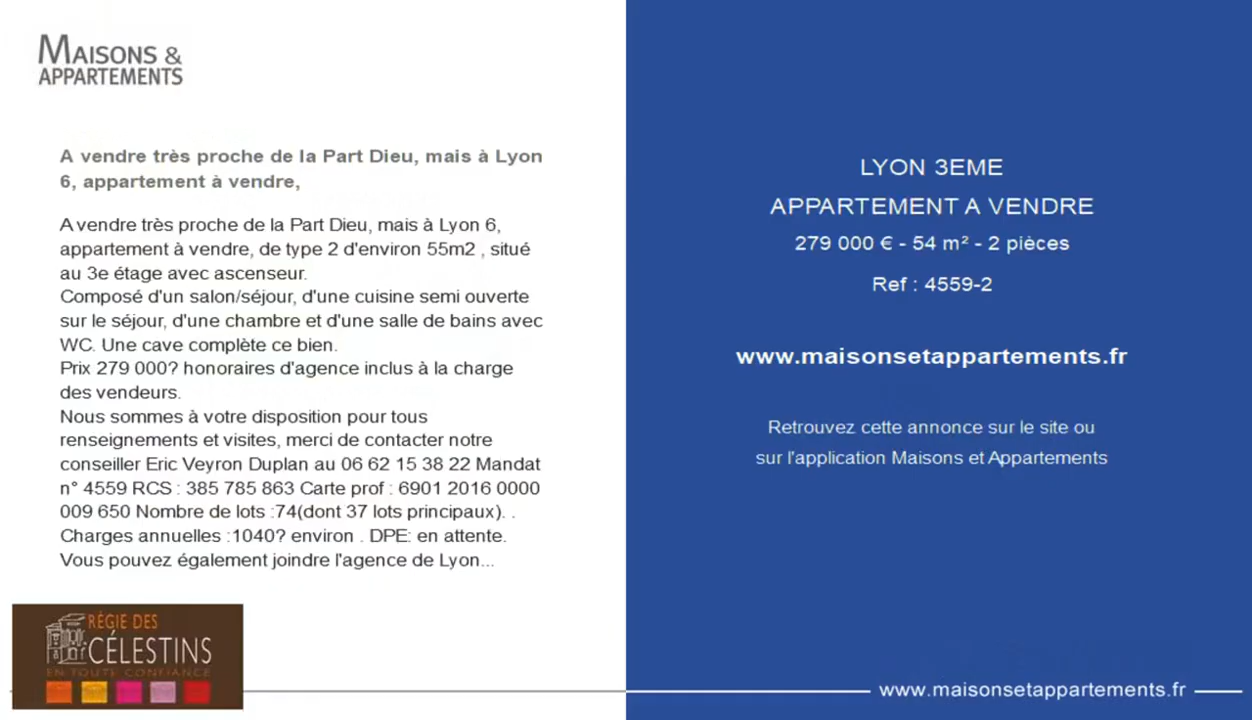 MAISONS &
APPARTEMENTS
A vendre très proche de la Part Dieu, mais à Lyon
6, appartement à vendre,
A vendre très proche de la Part Dieu, mais à Lyon 6,
appartement à vendre, de type 2 d'environ 55m2 , situé
au 3e étage avec ascenseur.
Composé d'un salon/séjour, d'une cuisine semi ouverte
sur le séjour, d'une chambre et d'une salle de bains avec
WC. Une cave complète ce bien.
Prix 279 000? honoraires d'agence inclus à la charge
des vendeurs.
Nous sommes à votre disposition pour tous
renseignements et visites, merci de contacter notre
conseiller Eric Veyron Duplan au 06 62 15 38 22 Mandat
n° 4559 RCS : 385 785 863 Carte prof : 6901 2016 0000
009 650 Nombre de lots :74(dont 37 lots principaux). .
Charges annuelles :1040? environ . DPE: en attente.
Vous pouvez également joindre l'agence de Lyon...
RÉGIE DES
CÉLESTINS
EN TOUTE CONFIANCE
LYON 3EME
APPARTEMENT A VENDRE
279 000 € - 54 m² - 2 pièces
Ref : 4559-2
www.maisonsetappartements.fr
Retrouvez cette annonce sur le site ou
sur l'application Maisons et Appartements
www.maisonsetappartements.fr